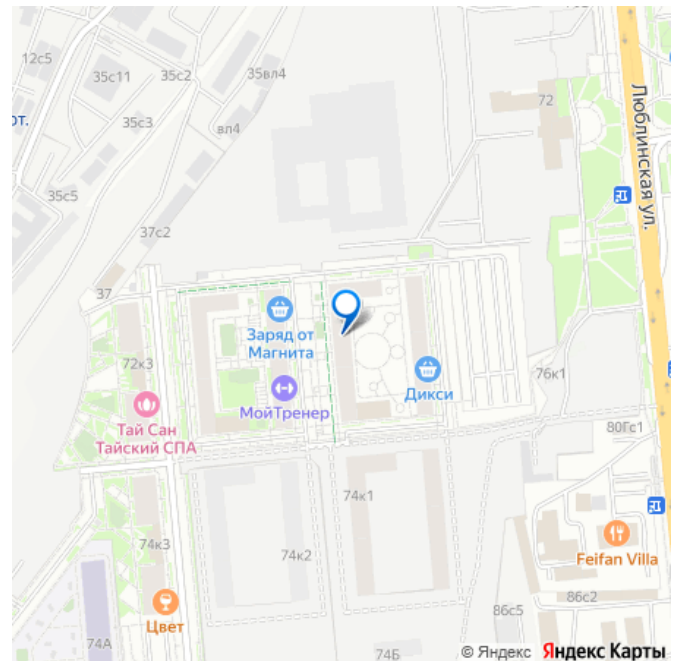 12с5
35с11
35с2
35вл4
72
от.
35с3
вл4
Люблинская ул.
35с5
37с2
37
Заряд от
Магнита
72к3
76к1
МойТренер
Дикси
Тай Сан
Тайский СПА
80Гс1
74к1
74к3
74к2
Feifan Villa
86с2
Цвет
86с5
74А
74Б
© Яндекс Яндекс Карты